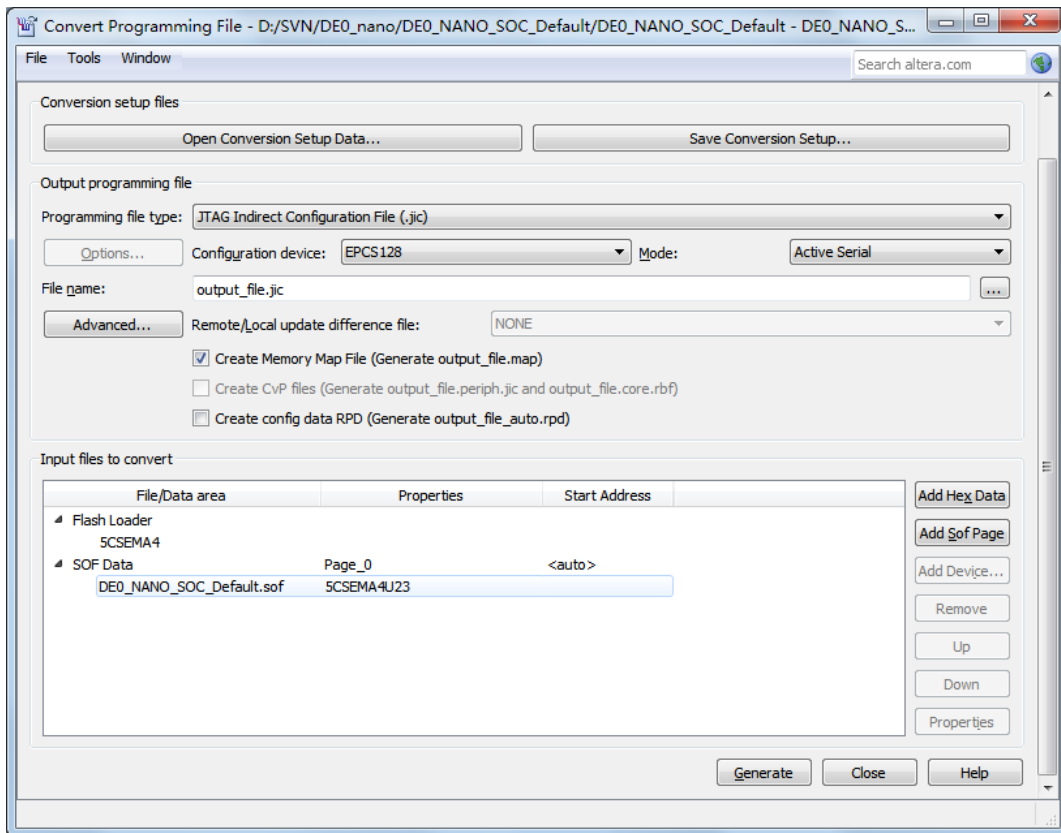 Convert Programming File - D:/SVN/DE0_nano/DE0_NANO_SOC_Default/DE0_NANO_SOC_Default - DE0_NANO_S...
File Tools Window
Search altera.com
Conversion setup files
Open Conversion Setup Data... Save Conversion Setup...
Output programming file
Programming file type: JTAG Indirect Configuration File (.jic)
Options... Configuration device: EPCS128 Mode: Active Serial
File name: output_file.jic ...
Advanced... Remote/Local update difference file: NONE
Create Memory Map File (Generate output_file.map)
Create CvP files (Generate output_file.periph.jic and output_file.core.rbf)
Create config data RPD (Generate output_file_auto.rpd)
Input files to convert
File/Data area Properties Start Address
Flash Loader
5CSEMA4
SOF Data Page_0 <auto>
DE0_NANO_SOC_Default.sof 5CSEMA4U23
Add Hex Data
Add Sof Page
Add Device...
Remove
Up
Down
Properties
Generate Close Help